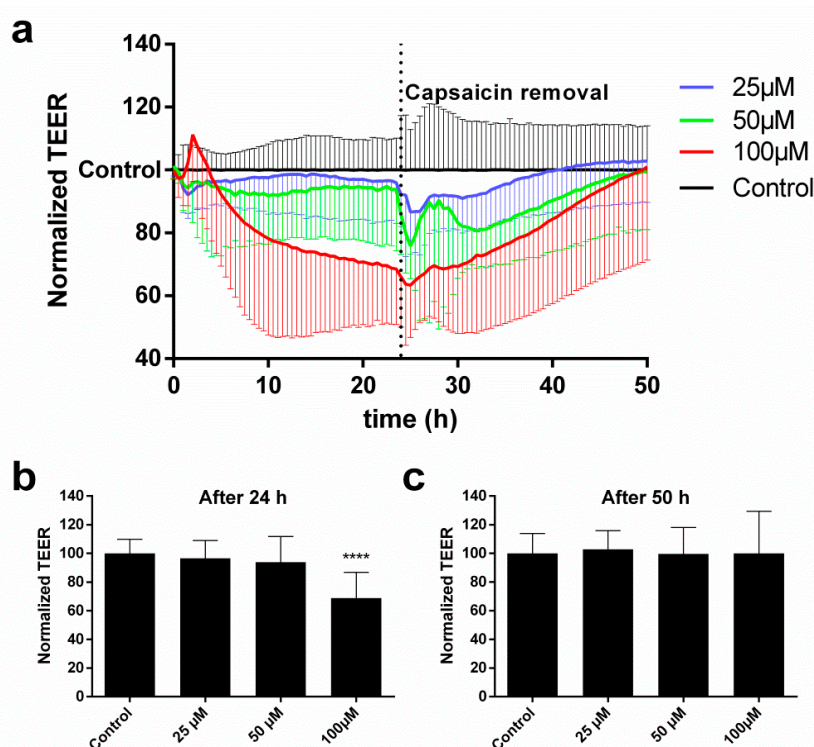 a
140
120
Control
80
60
40
Normalized TEER
Capsaicin removal
0
10
20
30
40
50
time (h)
25µM
50µM
100µM
Control
b
After 24 h
140
120
100
80
60
40
20
0
Normalized TEER
****
Control
25 µM
50 µM
100µM
c
After 50 h
140
120
100
80
60
40
20
0
Normalized TEER
Control
25 µM
50 µM
100µM